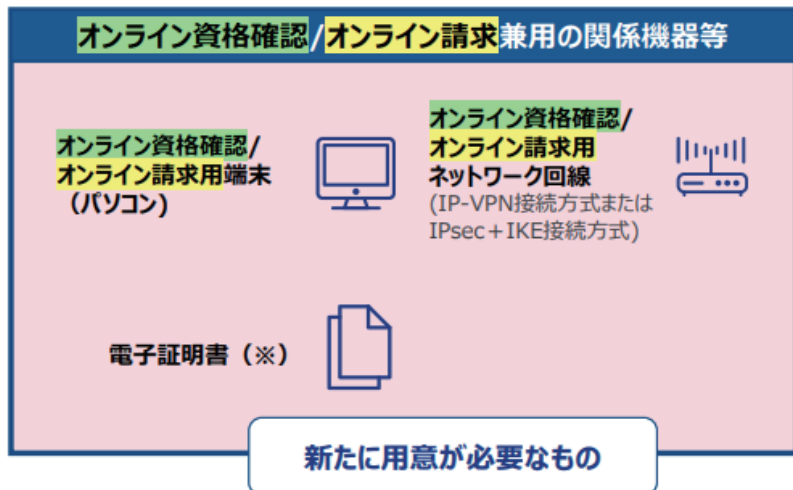 オンライン資格確認/オンライン請求兼用の関係機器等
オンライン資格確認/
オンライン請求用端末
（パソコン)
オンライン資格確認/
オンライン請求用
ネットワーク回線
(IP-VPN接続方式または
IPsec＋IKE接続方式)
電子証明書（※）
新たに用意が必要なもの